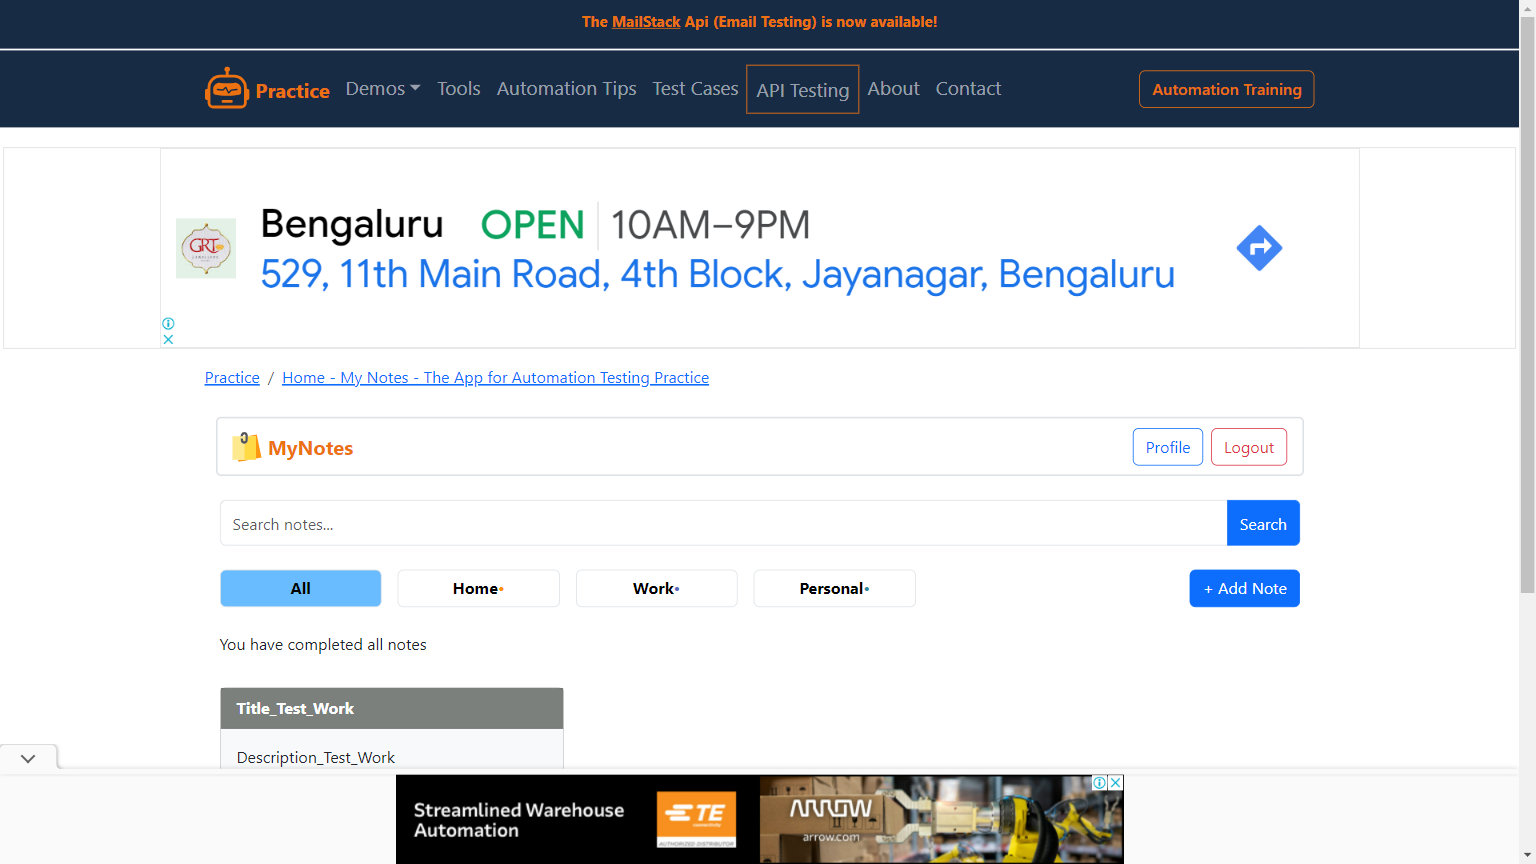 The MailStack Api (Email Testing) is now available!
Practice Demos Tools Automation Tips Test Cases API Testing About Contact Automation Training
GRT
Bengaluru OPEN 10AM–9PM
529, 11th Main Road, 4th Block, Jayanagar, Bengaluru
Practice / Home - My Notes - The App for Automation Testing Practice
MyNotes Profile Logout
Search notes... Search
All Home Work Personal + Add Note
You have completed all notes
Title_Test_Work
Description_Test_Work
Streamlined Warehouse
Automation
TE
connectivity
AUTHORIZED DISTRIBUTOR
ARROW
arrow.com